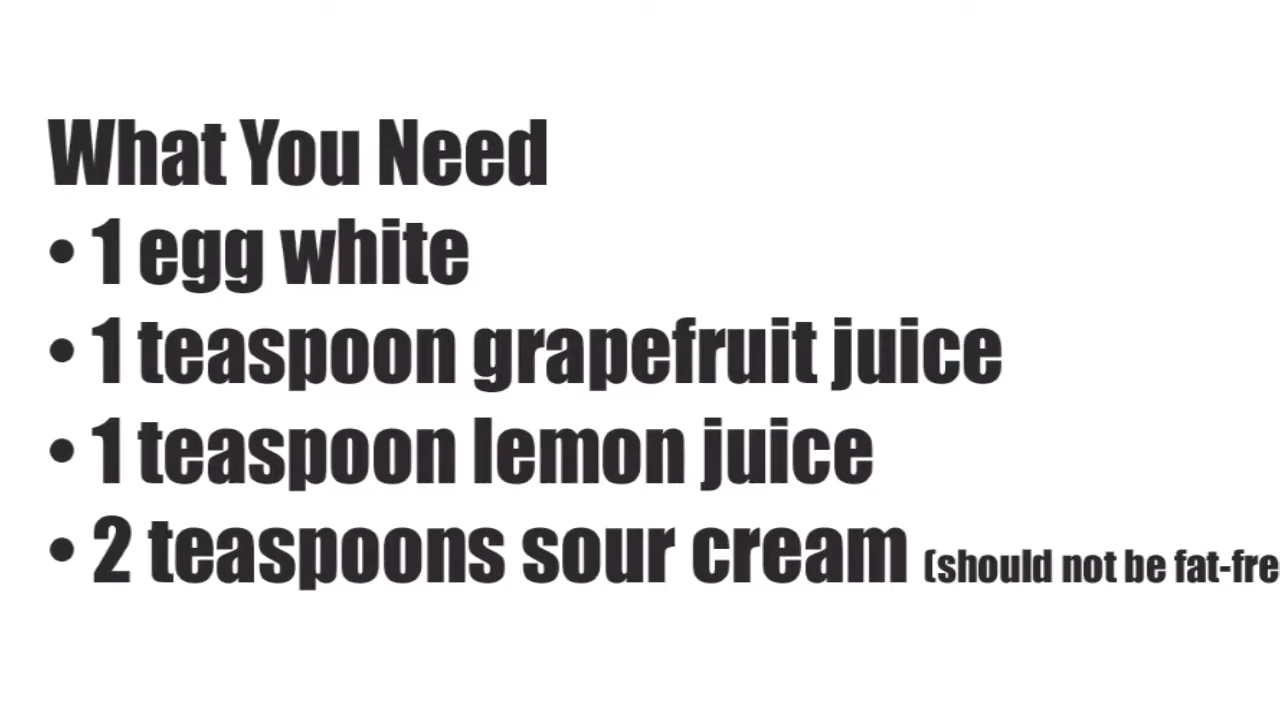 What You Need
• 1 egg white
• 1 teaspoon grapefruit juice
• 1 teaspoon lemon juice
• 2 teaspoons sour cream (should not be fat-fre